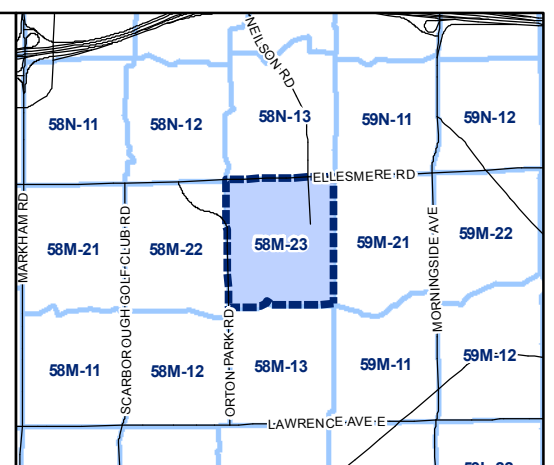 NEILSON RD
58N-11
58N-12
58N-13
59N-11
59N-12
ELLESMERE RD
MARKHAM RD
58M-21
SCARBOROUGH GOLF CLUB RD
58M-22
58M-23
59M-21
MORNINGSIDE AVE
59M-22
58M-11
58M-12
ORTON PARK RD
58M-13
59M-11
59M-12
LAWRENCE AVE E